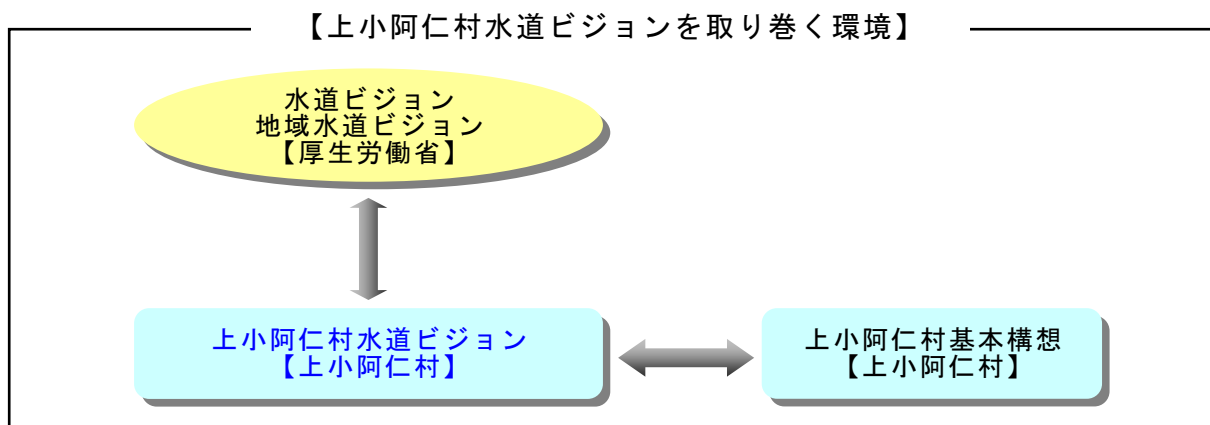 【上小阿仁村水道ビジョンを取り巻く環境】
水道ビジョン
地域水道ビジョン
【厚生労働省】
上小阿仁村水道ビジョン
【上小阿仁村】
上小阿仁村基本構想
【上小阿仁村】